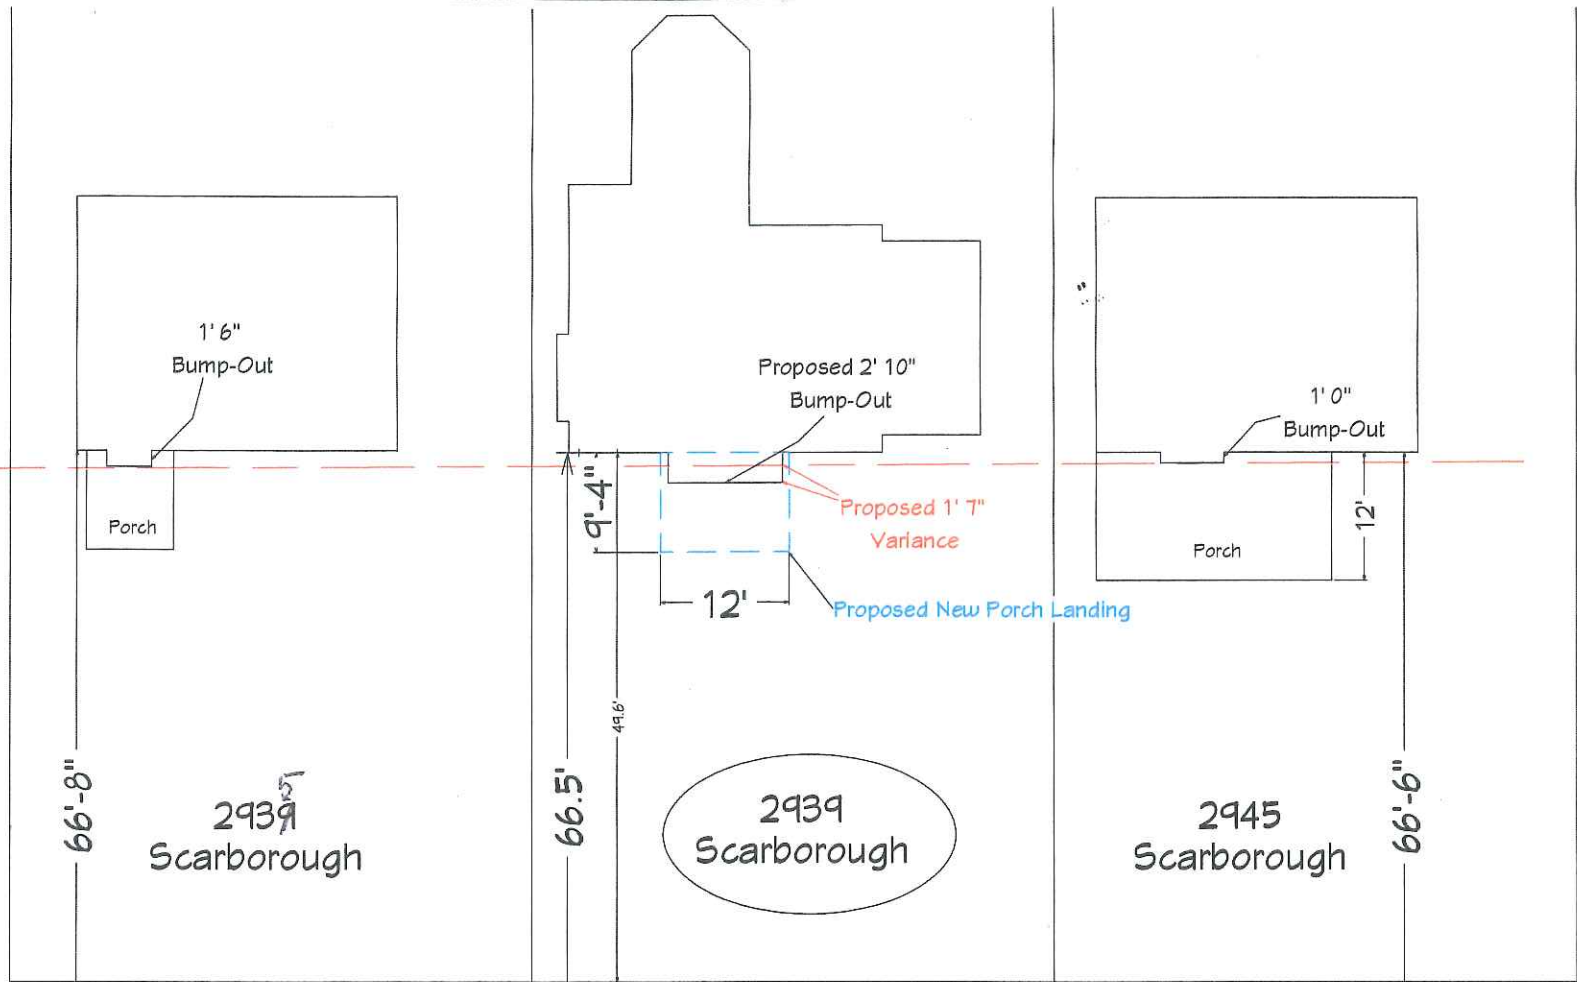 1' 6"
Bump-Out
Porch
66'-8"
2939
5
Scarborough
Proposed 2' 10"
Bump-Out
9'-4"
Proposed 1' 7"
Variance
12'
Proposed New Porch Landing
49.6'
66.5'
2939
Scarborough
"
1' 0"
Bump-Out
12'
Porch
66'-6"
2945
Scarborough